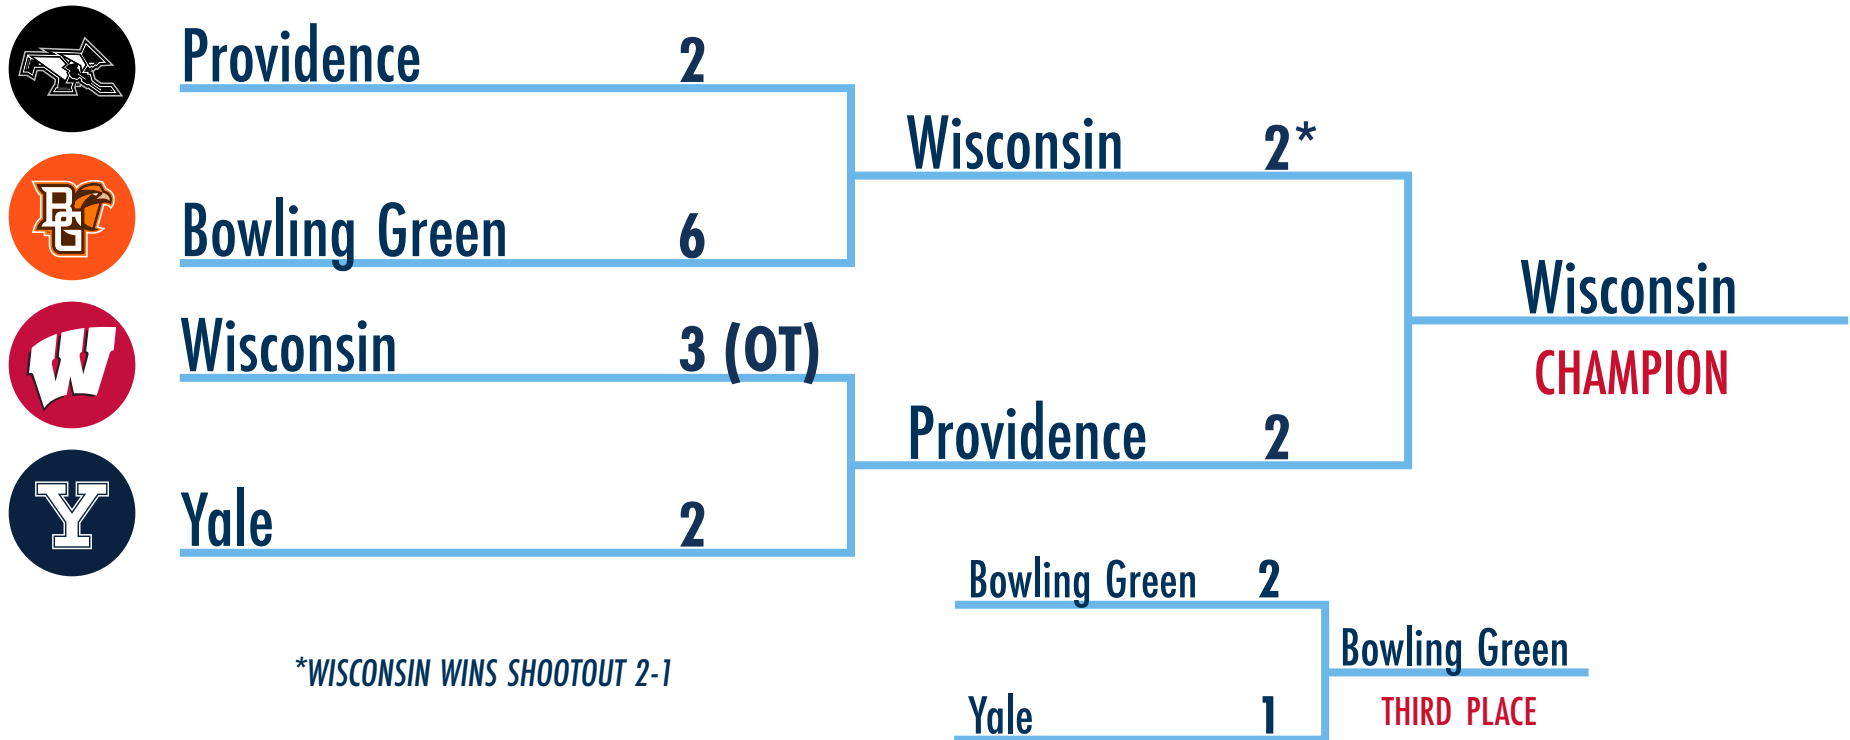 Providence 2
BG
Bowling Green 6
W
Wisconsin 3 (OT)
Y
Yale 2
Wisconsin 2*
Providence 2
Wisconsin
CHAMPION
Bowling Green 2
Yale 1
Bowling Green
THIRD PLACE
*WISCONSIN WINS SHOOTOUT 2-1